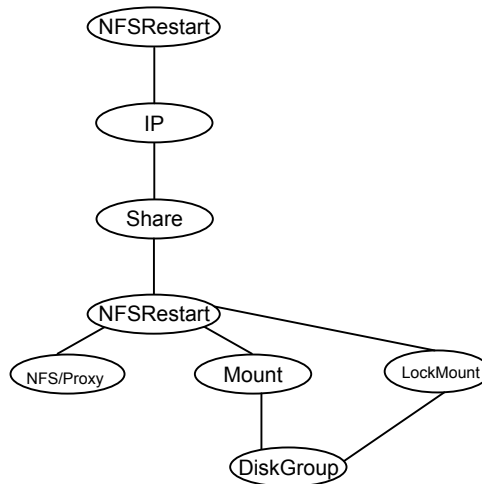 NFSRestart
IP
Share
NFSRestart
NFS/Proxy
Mount
LockMount
DiskGroup